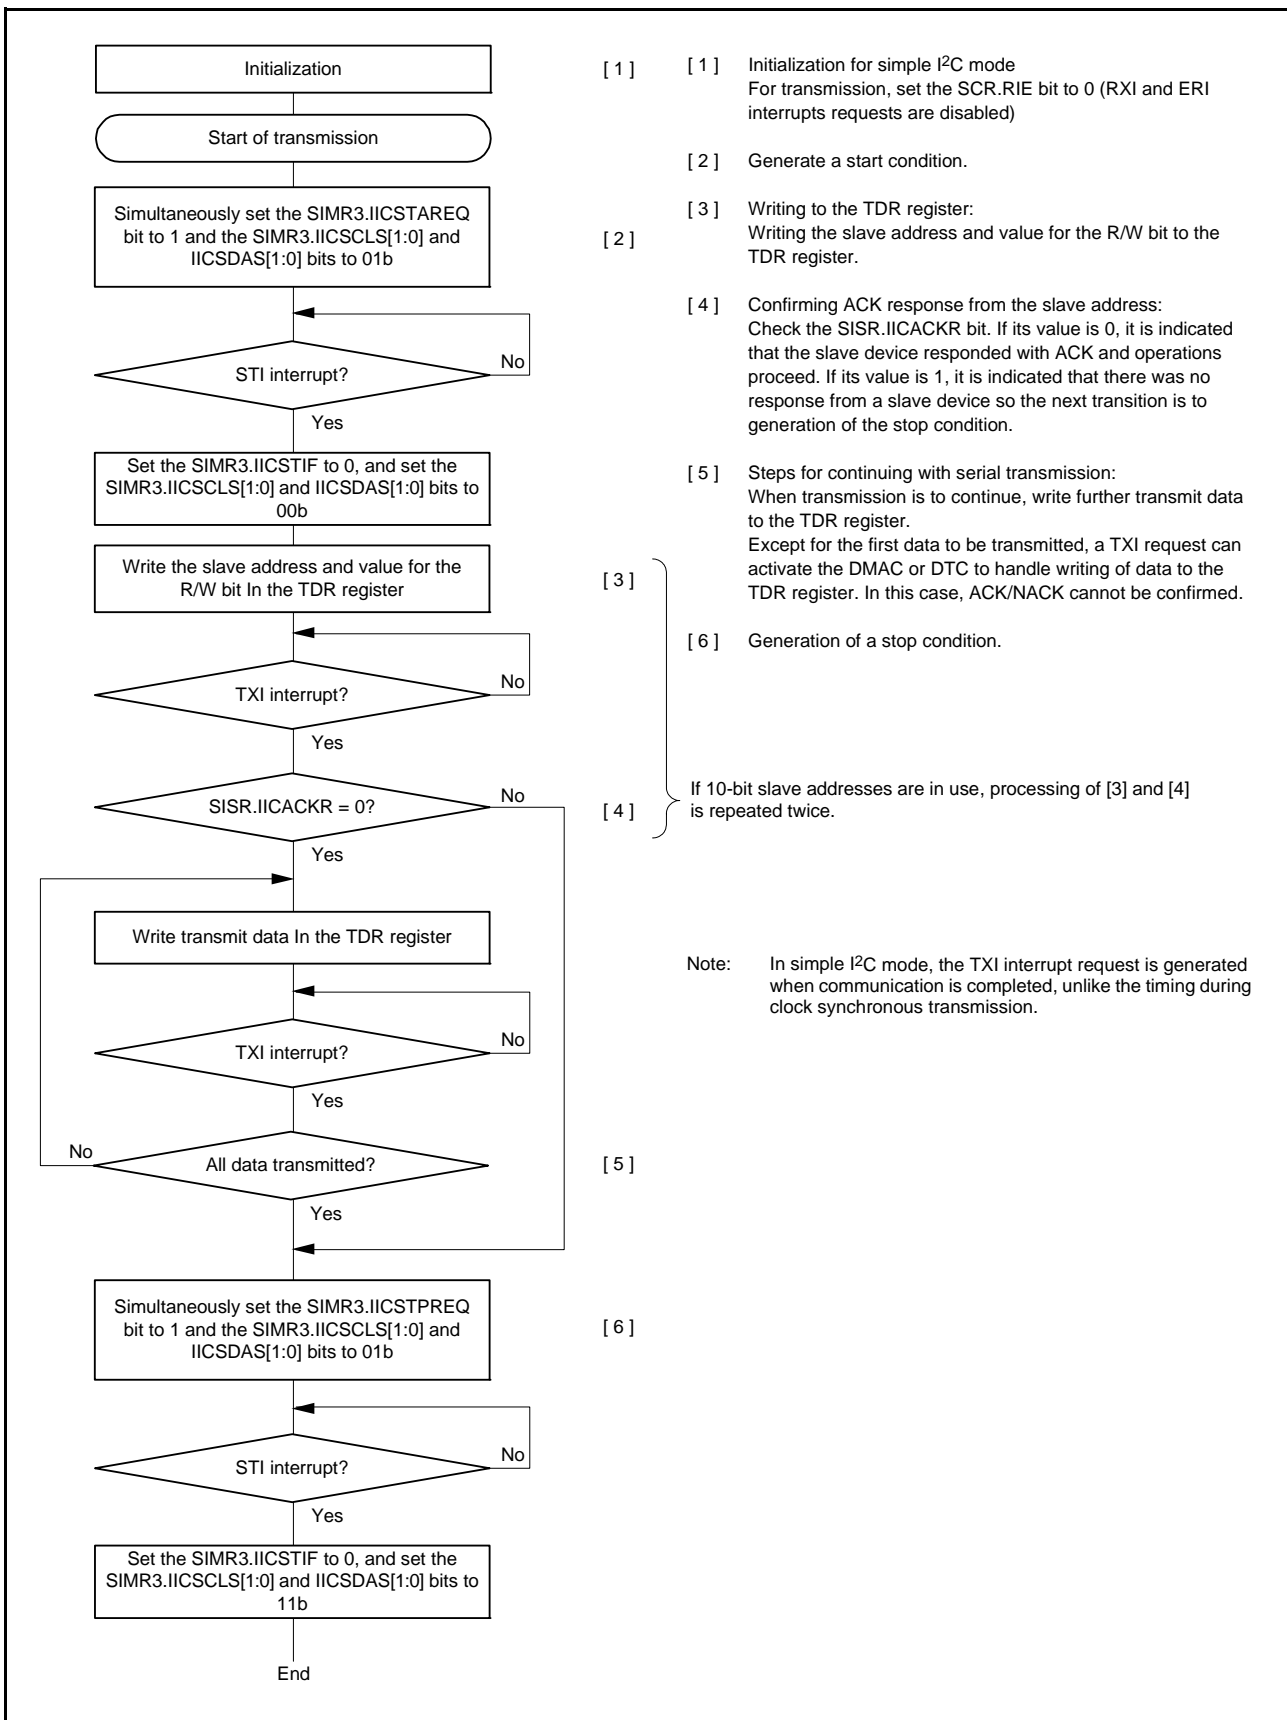 Initialization
[ 1 ]
Start of transmission
Simultaneously set the SIMR3.IICSTAREQ
bit to 1 and the SIMR3.IICSCLS[1:0] and
IICSDAS[1:0] bits to 01b
[ 2 ]
STI interrupt?
No
Yes
Set the SIMR3.IICSTIF to 0, and set the
SIMR3.IICSCLS[1:0] and IICSDAS[1:0] bits to
00b
Write the slave address and value for the
R/W bit In the TDR register
[ 3 ]
TXI interrupt?
No
Yes
SISR.IICACKR = 0?
No
[ 4 ]
Yes
Write transmit data In the TDR register
TXI interrupt?
No
Yes
No
All data transmitted?
[ 5 ]
Yes
Simultaneously set the SIMR3.IICSTPREQ
bit to 1 and the SIMR3.IICSCLS[1:0] and
IICSDAS[1:0] bits to 01b
[ 6 ]
STI interrupt?
No
Yes
Set the SIMR3.IICSTIF to 0, and set the
SIMR3.IICSCLS[1:0] and IICSDAS[1:0] bits to
11b
End
[ 1 ] Initialization for simple I2C mode
For transmission, set the SCR.RIE bit to 0 (RXI and ERI
interrupts requests are disabled)
[ 2 ] Generate a start condition.
[ 3 ] Writing to the TDR register:
Writing the slave address and value for the R/W bit to the
TDR register.
[ 4 ] Confirming ACK response from the slave address:
Check the SISR.IICACKR bit. If its value is 0, it is indicated
that the slave device responded with ACK and operations
proceed. If its value is 1, it is indicated that there was no
response from a slave device so the next transition is to
generation of the stop condition.
[ 5 ] Steps for continuing with serial transmission:
When transmission is to continue, write further transmit data
to the TDR register.
Except for the first data to be transmitted, a TXI request can
activate the DMAC or DTC to handle writing of data to the
TDR register. In this case, ACK/NACK cannot be confirmed.
[ 6 ] Generation of a stop condition.
If 10-bit slave addresses are in use, processing of [3] and [4]
is repeated twice.
Note: In simple I2C mode, the TXI interrupt request is generated
when communication is completed, unlike the timing during
clock synchronous transmission.